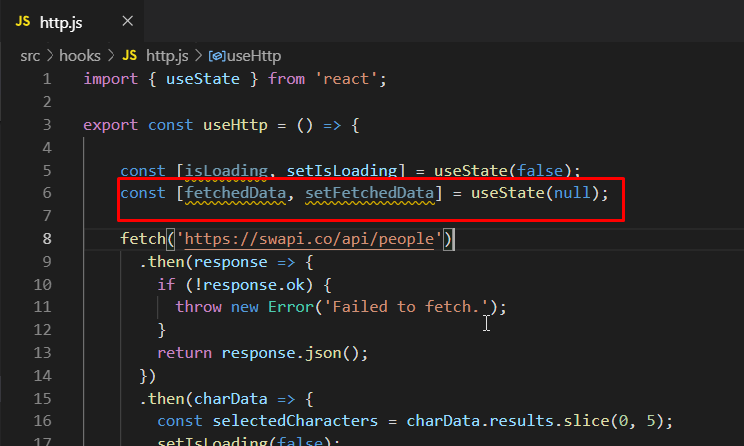 JS http.js ×
src > hooks > JS http.js > useHttp
1 import { useState } from 'react';
2
3 export const useHttp = () => {
4
5 const [isLoading, setIsLoading] = useState(false);
6 const [fetchedData, setFetchedData] = useState(null);
7
8 fetch('https://swapi.co/api/people')
9 .then(response => {
10 if (!response.ok) {
11 throw new Error('Failed to fetch.');
12 }
13 return response.json();
14 })
15 .then(charData => {
16 const selectedCharacters = charData.results.slice(0, 5);
17 setIsLoading(false);